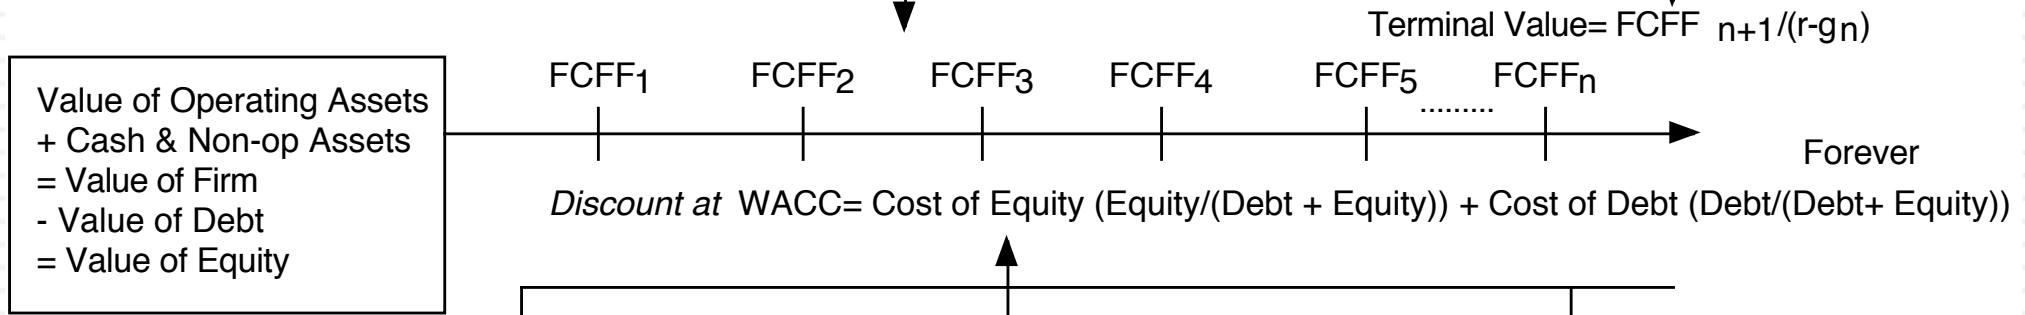 Terminal Value= FCFF n+1/(r-gn)
FCFF1 FCFF2 FCFF3 FCFF4 FCFF5 ......... FCFFn
Forever
Value of Operating Assets
+ Cash & Non-op Assets
= Value of Firm
- Value of Debt
= Value of Equity
Discount at WACC= Cost of Equity (Equity/(Debt + Equity)) + Cost of Debt (Debt/(Debt+ Equity))